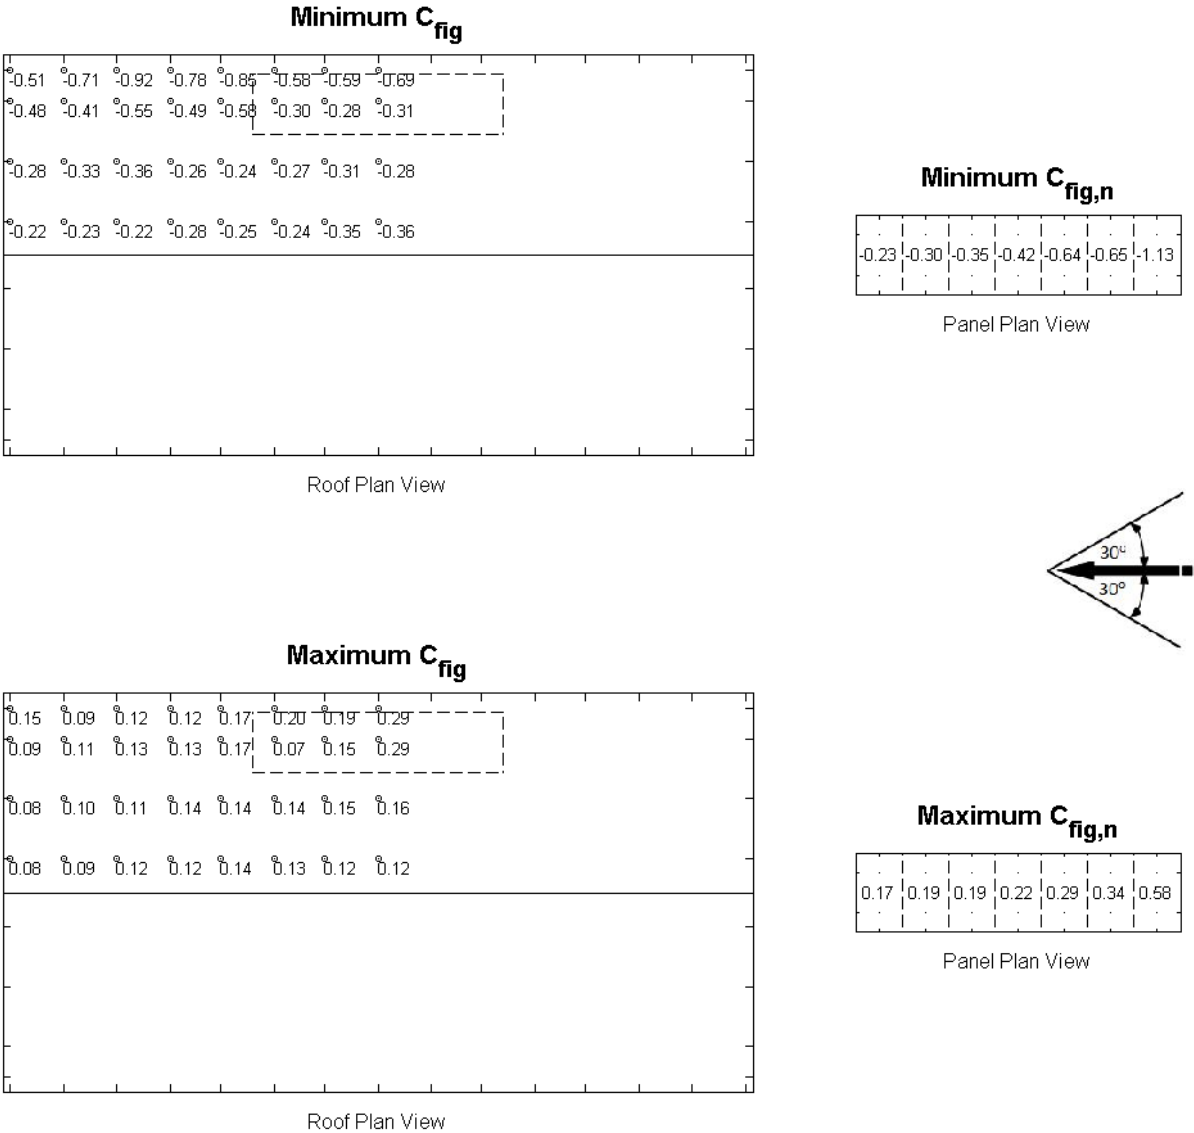 Minimum Cfig
-0.51 -0.71 -0.92 -0.78 -0.85 -0.58 -0.59 -0.69
-0.48 -0.41 -0.55 -0.49 -0.58 -0.30 -0.28 -0.31
-0.28 -0.33 -0.36 -0.26 -0.24 -0.27 -0.31 -0.28
-0.22 -0.23 -0.22 -0.28 -0.25 -0.24 -0.35 -0.36
Roof Plan View
Minimum Cfig,n
-0.23 -0.30 -0.35 -0.42 -0.64 -0.65 -1.13
Panel Plan View
30º
30º
Maximum Cfig
0.15 0.09 0.12 0.12 0.17 0.20 0.19 0.29
0.09 0.11 0.13 0.13 0.17 0.07 0.15 0.29
0.08 0.10 0.11 0.14 0.14 0.14 0.15 0.16
0.08 0.09 0.12 0.12 0.14 0.13 0.12 0.12
Roof Plan View
Maximum Cfig,n
0.17 0.19 0.19 0.22 0.29 0.34 0.58
Panel Plan View